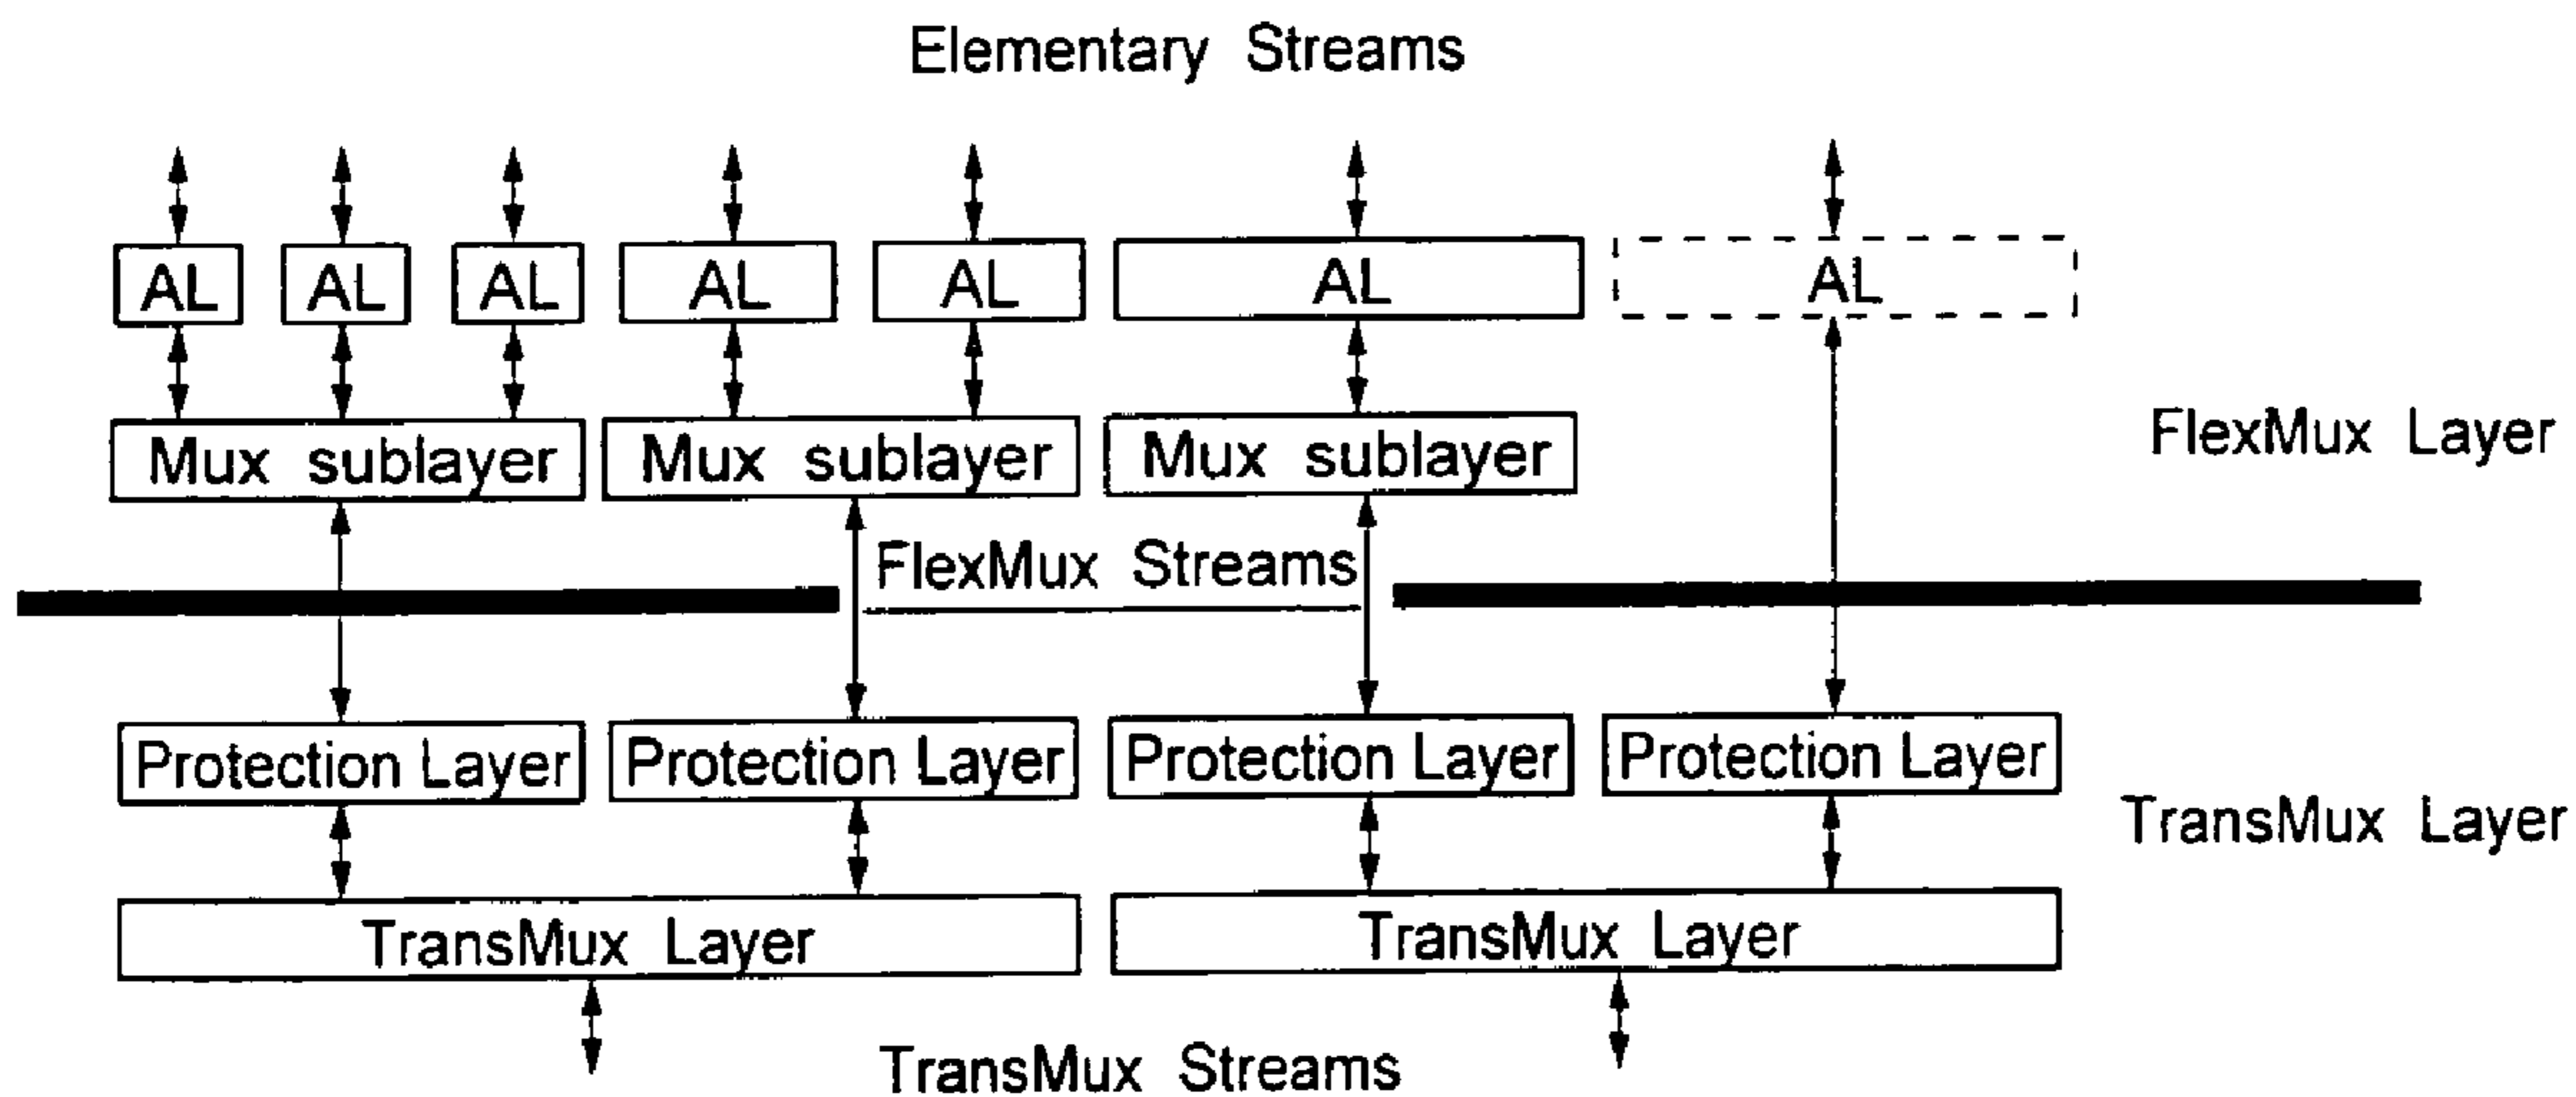 Elementary Streams
AL AL AL AL AL AL AL
Mux sublayer Mux sublayer Mux sublayer FlexMux Layer
FlexMux Streams
Protection Layer Protection Layer Protection Layer Protection Layer
TransMux Layer
TransMux Layer TransMux Layer
TransMux Streams